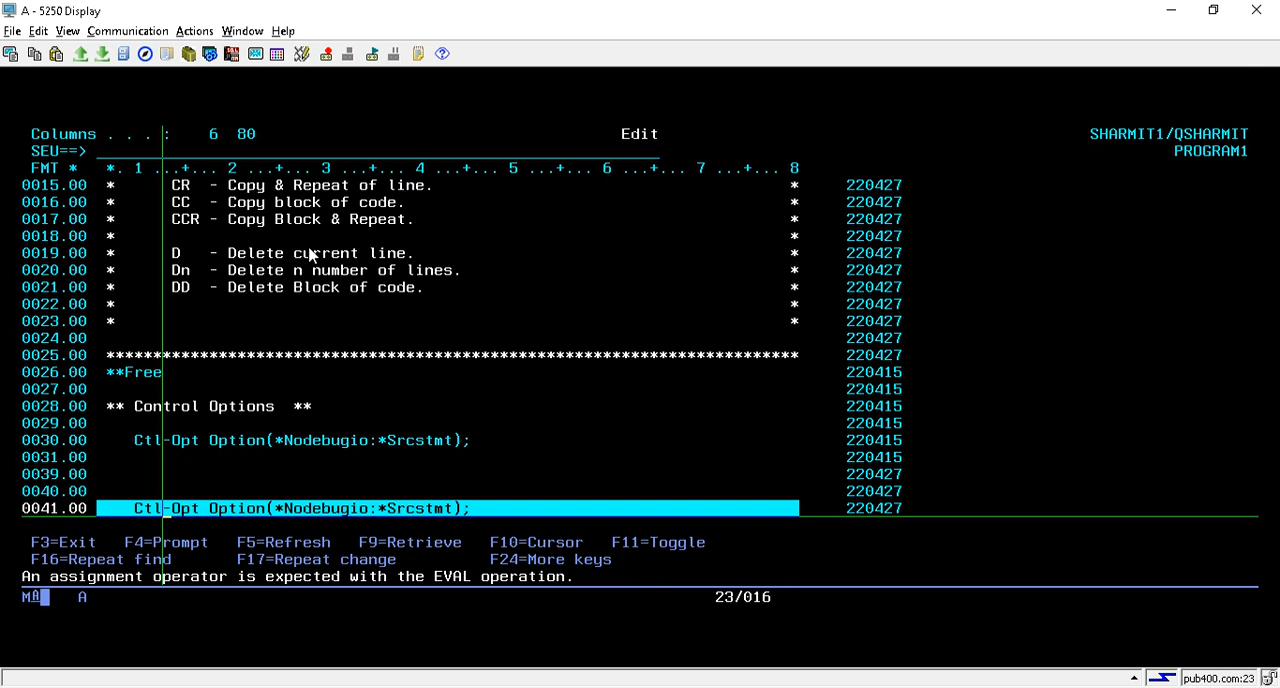 A - 5250 Display
File Edit View Communication Actions Window Help
Columns . . . : 6 80 Edit SHARMIT1/QSHARMIT
SEU==> PROGRAM1
FMT * *. 1 ...+... 2 ...+... 3 ...+... 4 ...+... 5 ...+... 6 ...+... 7 ...+... 8
0015.00 * CR - Copy & Repeat of line. * 220427
0016.00 * CC - Copy block of code. * 220427
0017.00 * CCR - Copy Block & Repeat. * 220427
0018.00 * * 220427
0019.00 * D - Delete current line. * 220427
0020.00 * Dn - Delete n number of lines. * 220427
0021.00 * DD - Delete Block of code. * 220427
0022.00 * * 220427
0023.00 * * 220427
0024.00 220427
0025.00 ************************************************************************** 220427
0026.00 **Free 220415
0027.00 220415
0028.00 ** Control Options ** 220415
0029.00 220415
0030.00 Ctl-Opt Option(*Nodebugio:*Srcstmt); 220415
0031.00 220415
0039.00 220427
0040.00 220427
0041.00 Ctl-Opt Option(*Nodebugio:*Srcstmt); 220427
F3=Exit F4=Prompt F5=Refresh F9=Retrieve F10=Cursor F11=Toggle
F16=Repeat find F17=Repeat change F24=More keys
An assignment operator is expected with the EVAL operation.
MA A 23/016
pub400.com:23